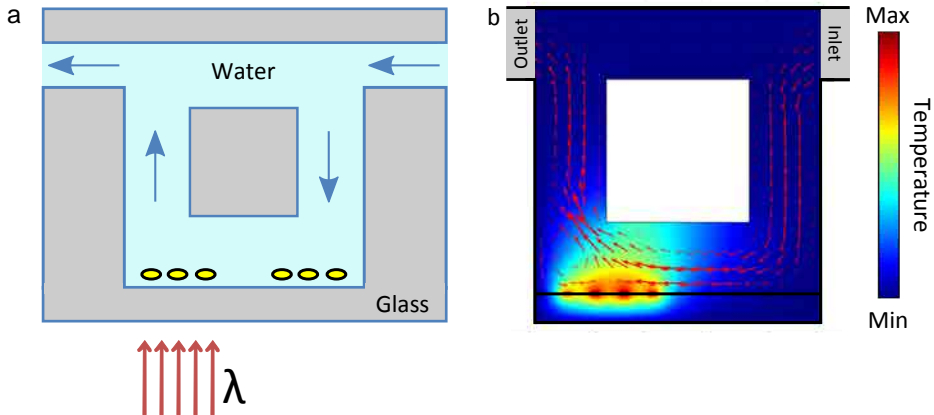 a
Water
Glass
λ
b
Outlet
Inlet
Max
Temperature
Min